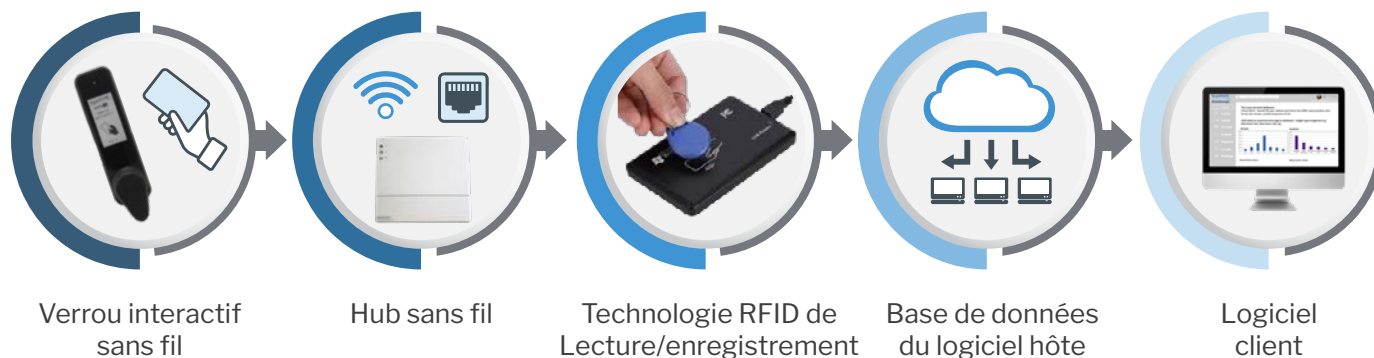 Verrou interactif
sans fil
Hub sans fil
Technologie RFID de
Lecture/enregistrement
Base de données
du logiciel hôte
Logiciel
client